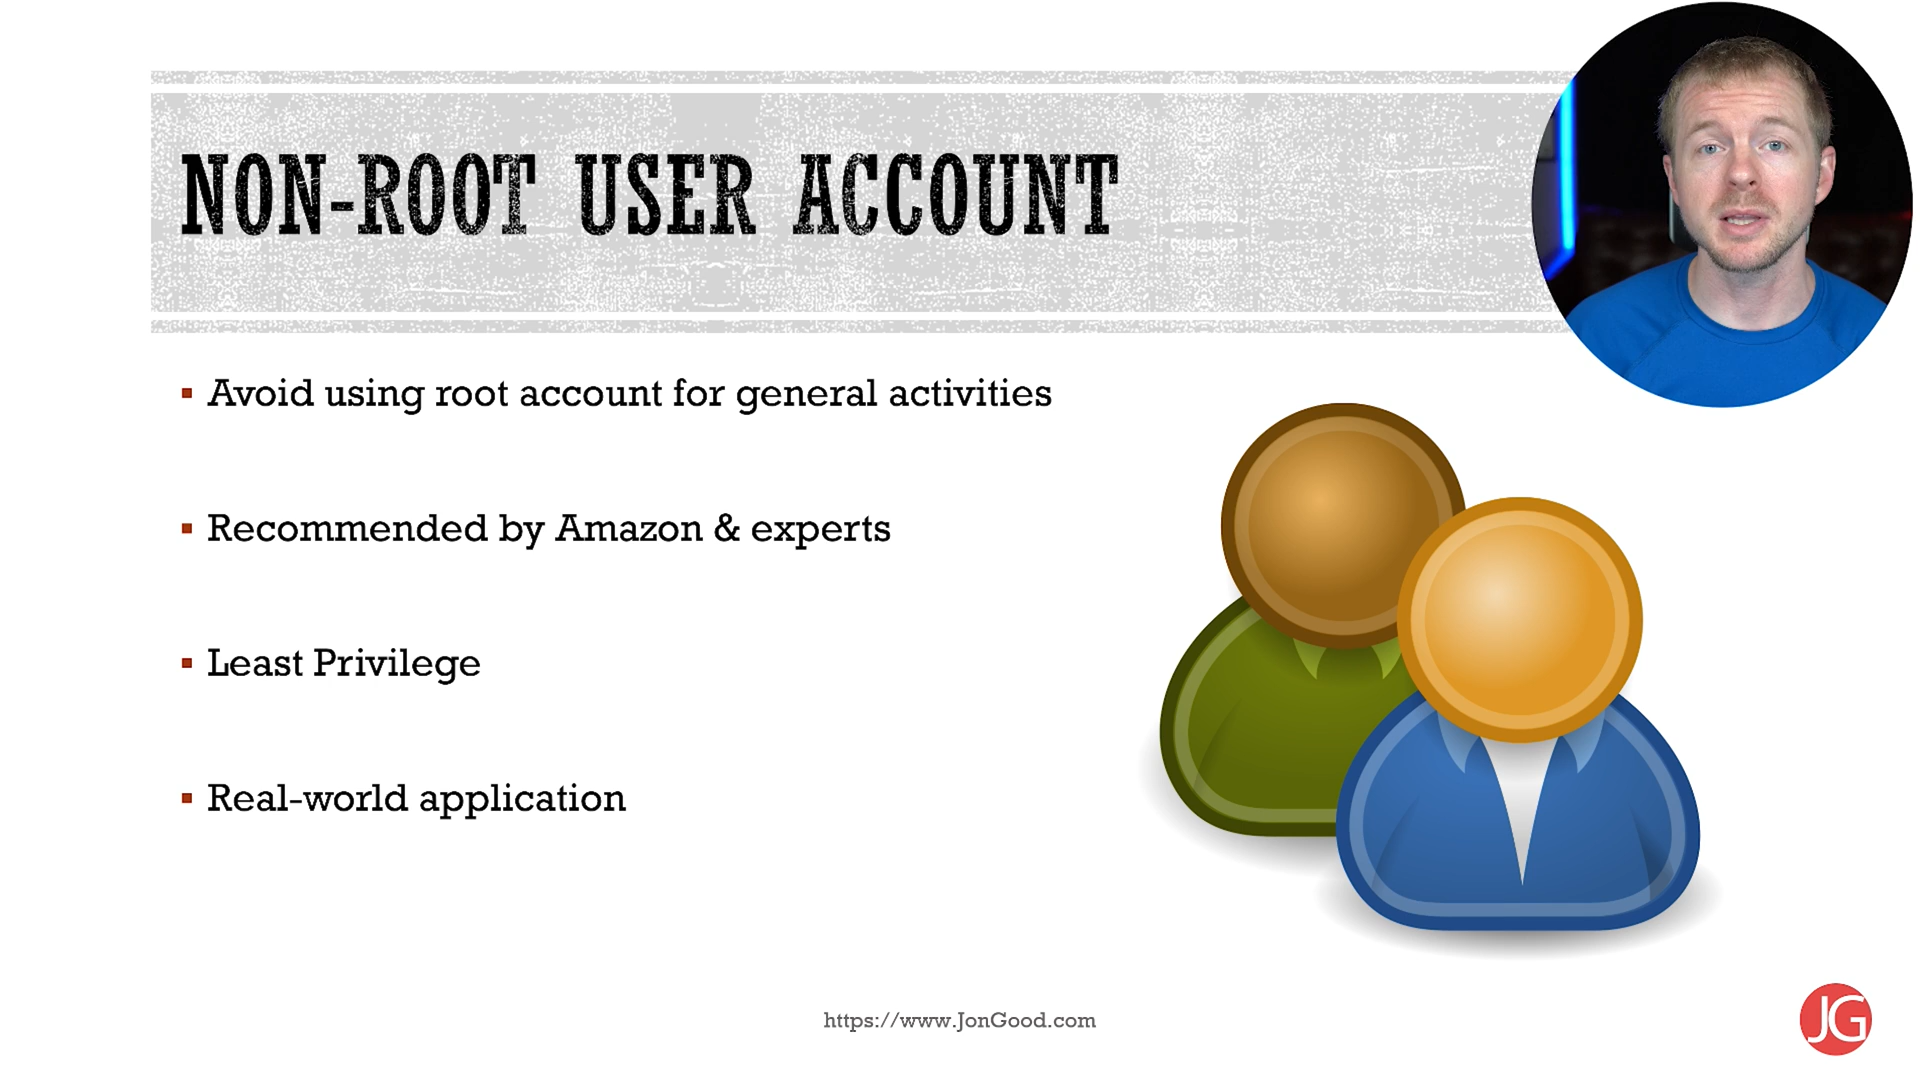 NON-ROOT USER ACCOUNT
Avoid using root account for general activities
Recommended by Amazon & experts
Least Privilege
Real-world application
https://www.JonGood.com
JG